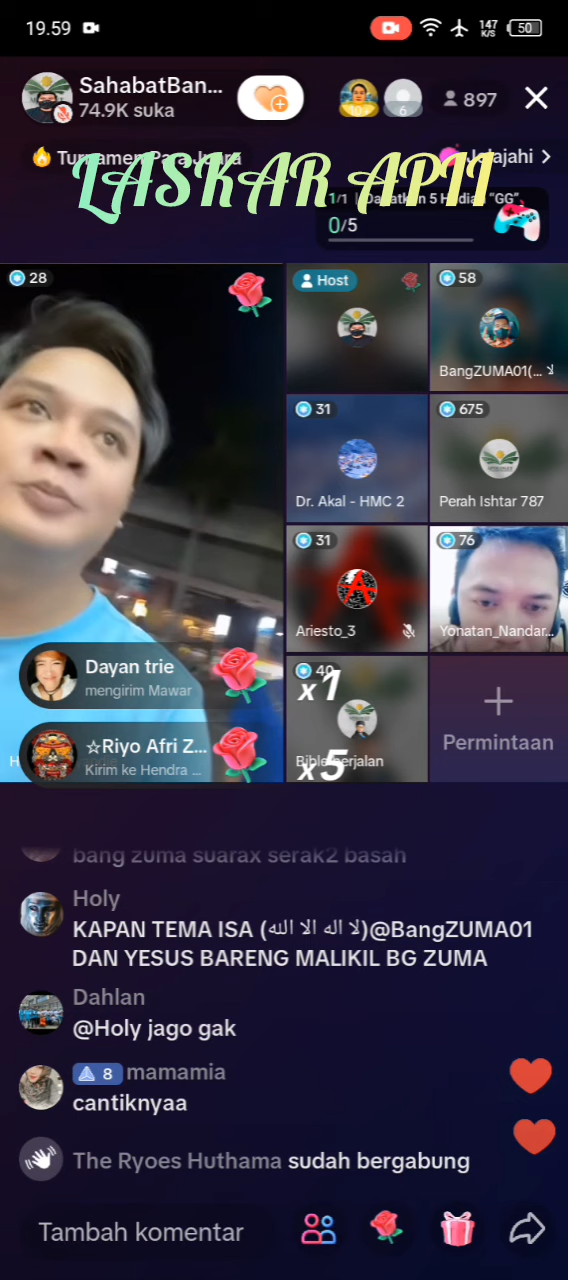 19.59
147
K/S
50
SahabatBan...
74.9K suka
6
897
Turnamen Para Juara
Jelajahi
LASKAR APII
1/1
5 Hadiah "GG"
0/5
28
Host
58
BangZUMA01(...
31
Dr. Akal - HMC 2
675
Perah Ishtar 787
31
Ariesto_3
76
Yonatan_Nandar...
Dayan trie
mengirim Mawar
x1
☆Riyo Afri Z...
Kirim ke Hendra ...
x5
40
Bible berjalan
Permintaan
bang zuma suarax serak2 basah
Holy
KAPAN TEMA ISA (لا اله الا الله)@BangZUMA01
DAN YESUS BARENG MALIKIL BG ZUMA
Dahlan
@Holy jago gak
8 mamamia
cantiknyaa
The Ryoes Huthama sudah bergabung
Tambah komentar